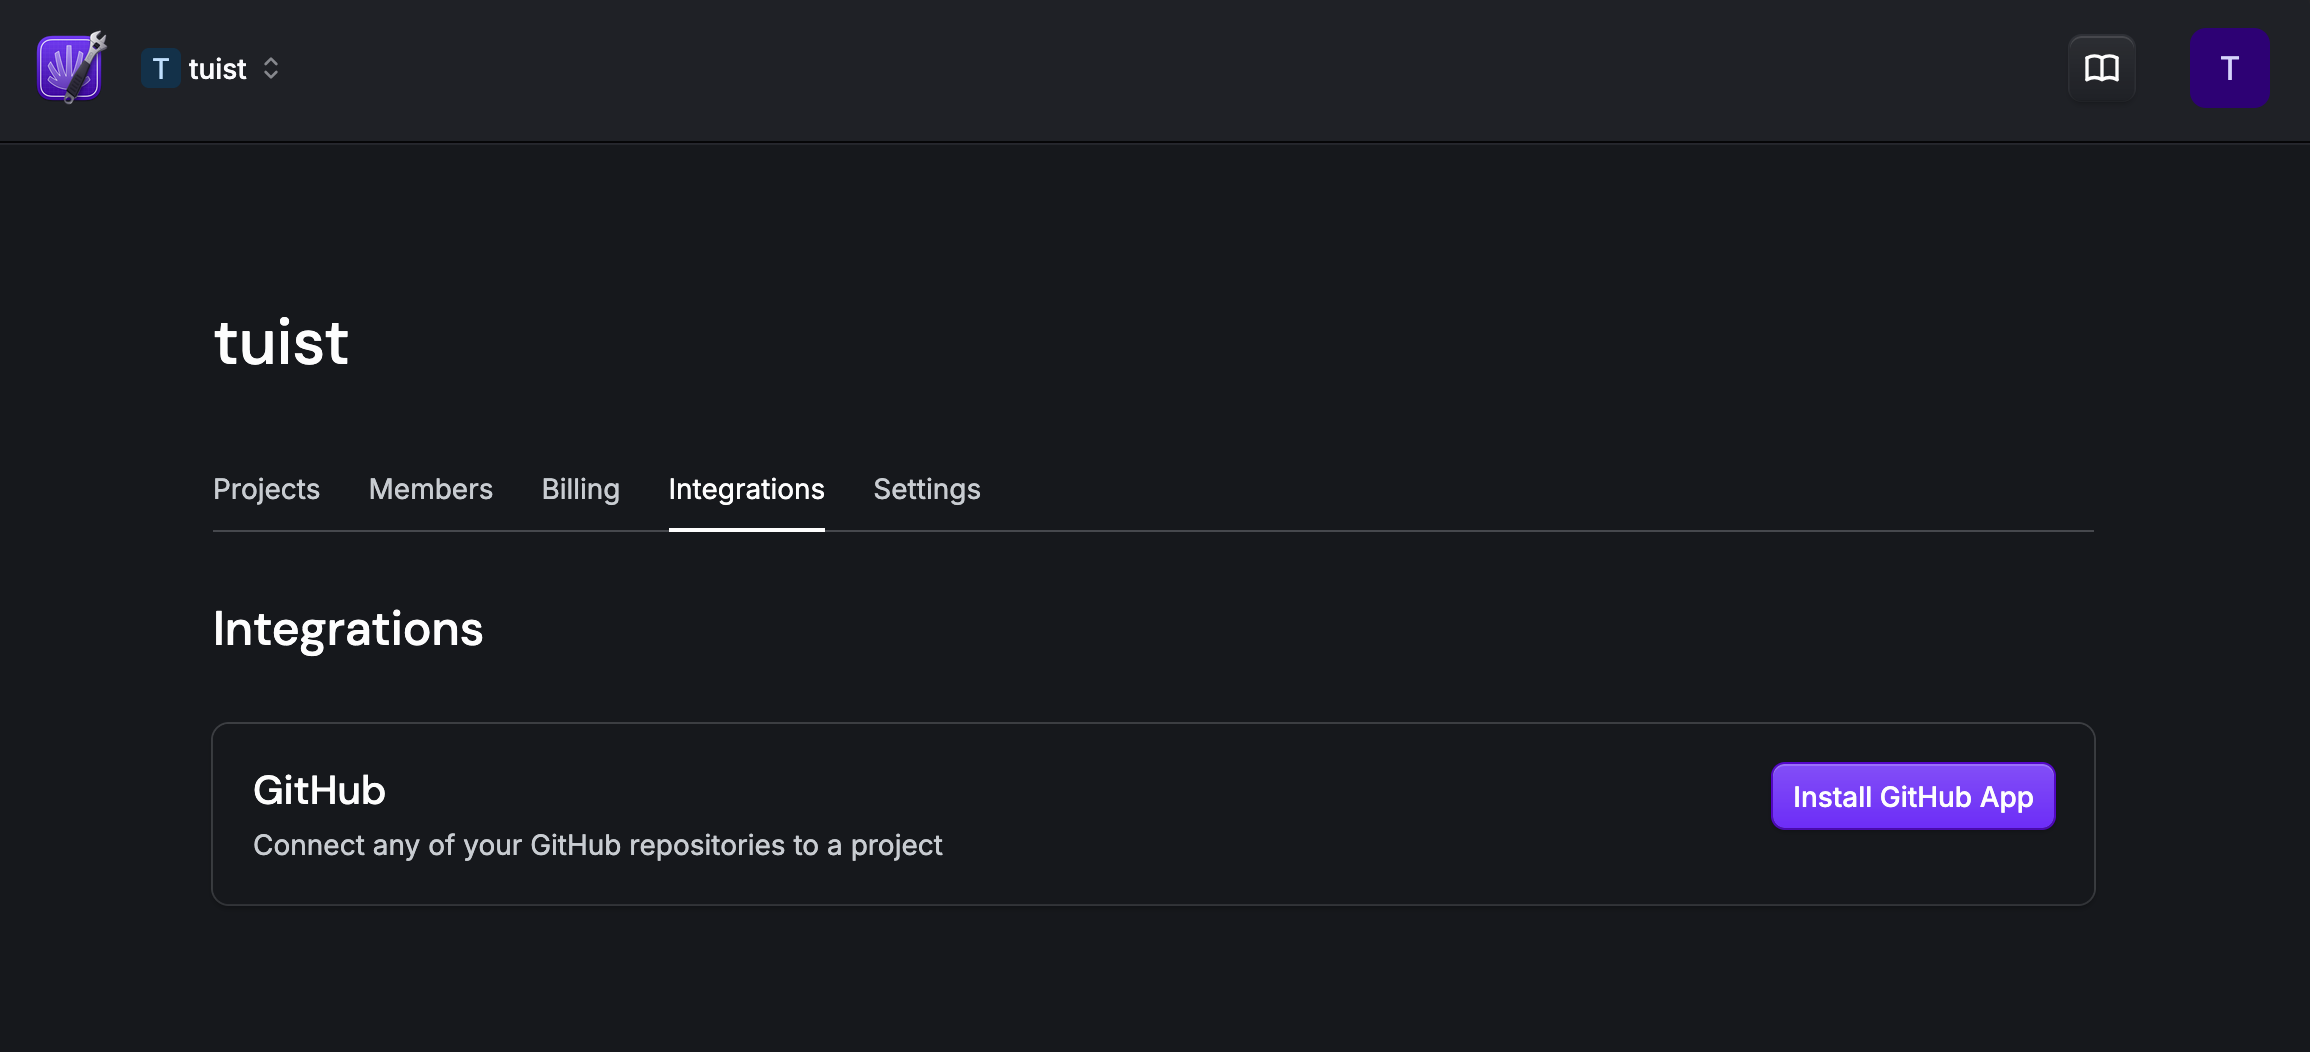 T tuist
T
tuist
Projects Members Billing Integrations Settings
Integrations
GitHub
Install GitHub App
Connect any of your GitHub repositories to a project